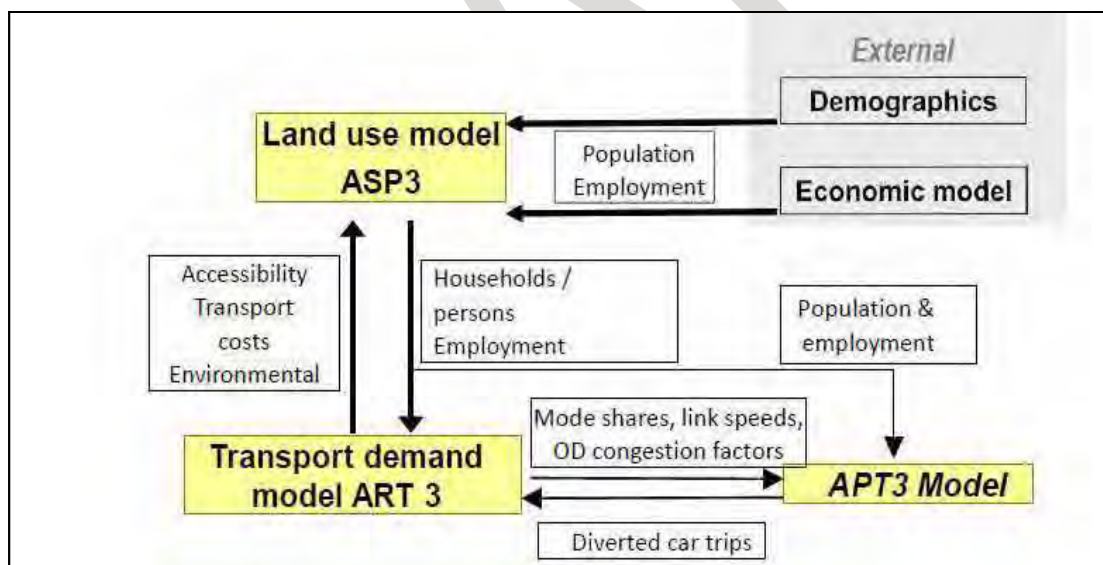 External
Demographics
Land use model
ASP3
Population
Employment
Economic model
Accessibility
Transport
costs
Environmental
Households /
persons
Employment
Population &
employment
Mode shares, link speeds,
OD congestion factors
Transport demand
model ART 3
APT3 Model
Diverted car trips